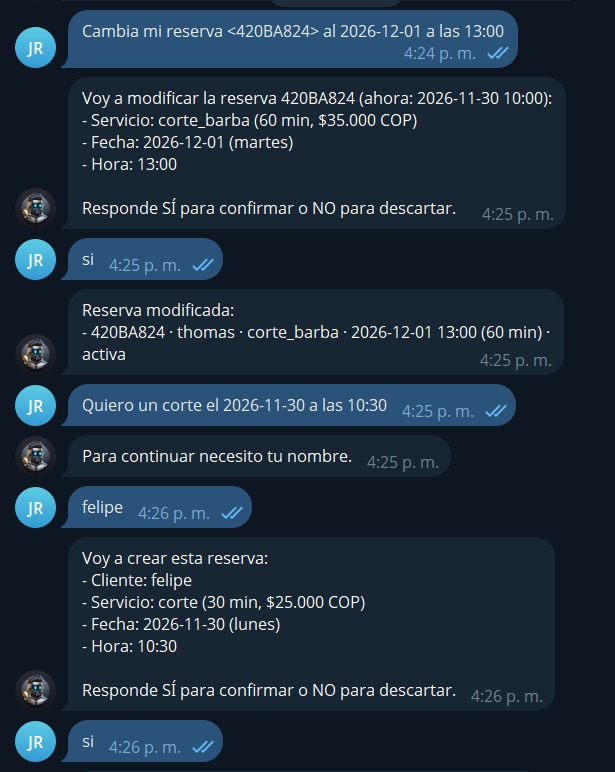 Cambia mi reserva <420BA824> al 2026-12-01 a las 13:00
4:24 p. m.
JR
Voy a modificar la reserva 420BA824 (ahora: 2026-11-30 10:00):
- Servicio: corte_barba (60 min, $35.000 COP)
- Fecha: 2026-12-01 (martes)
- Hora: 13:00
Responde SÍ para confirmar o NO para descartar. 4:25 p. m.
JR
si 4:25 p. m.
Reserva modificada:
- 420BA824 · thomas · corte_barba · 2026-12-01 13:00 (60 min) ·
activa 4:25 p. m.
JR
Quiero un corte el 2026-11-30 a las 10:30 4:25 p. m.
Para continuar necesito tu nombre. 4:25 p. m.
JR
felipe 4:26 p. m.
Voy a crear esta reserva:
- Cliente: felipe
- Servicio: corte (30 min, $25.000 COP)
- Fecha: 2026-11-30 (lunes)
- Hora: 10:30
Responde SÍ para confirmar o NO para descartar. 4:26 p. m.
JR
si 4:26 p. m.